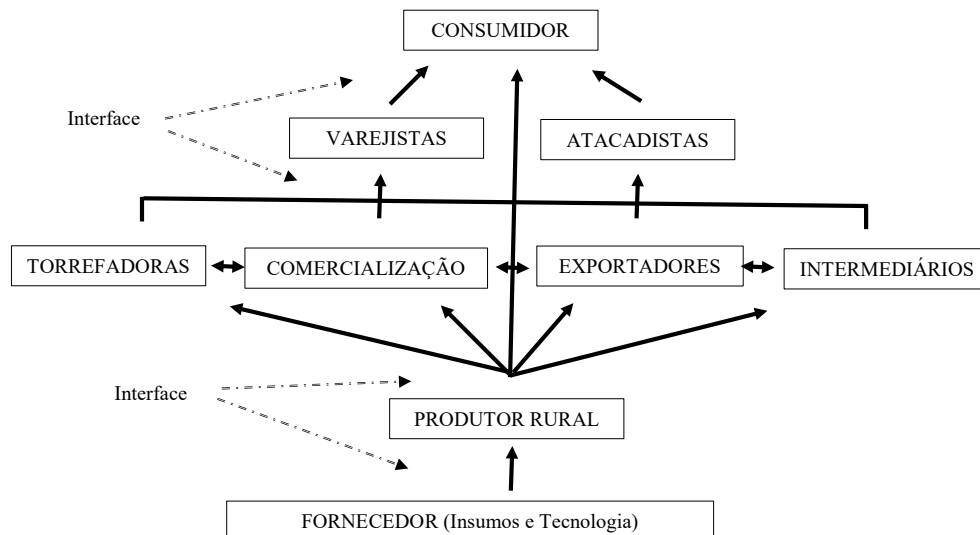 CONSUMIDOR
Interface
VAREJISTAS
ATACADISTAS
TORREFADORAS
COMERCIALIZAÇÃO
EXPORTADORES
INTERMEDIÁRIOS
Interface
PRODUTOR RURAL
FORNECEDOR (Insumos e Tecnologia)